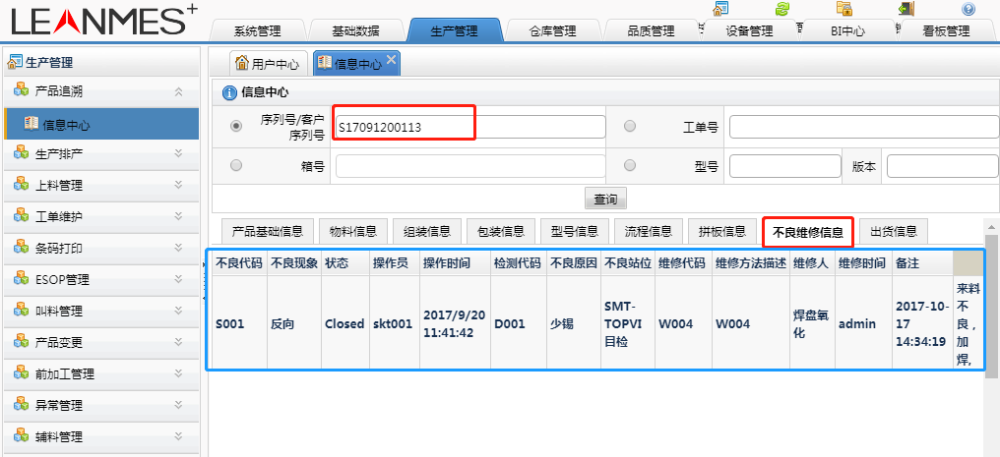 LEANMES+
系统管理 基础数据 生产管理 仓库管理 品质管理 设备管理 BI中心 看板管理
生产管理
产品追溯
信息中心
生产排产
上料管理
工单维护
条码打印
ESOP管理
叫料管理
产品变更
前加工管理
异常管理
辅料管理
用户中心 信息中心
信息中心
序列号/客户
序列号
S17091200113
工单号
箱号
型号
版本
查询
产品基础信息 物料信息 组装信息 包装信息 型号信息 流程信息 拼板信息 不良维修信息 出货信息
不良代码 不良现象 状态 操作员 操作时间 检测代码 不良原因 不良站位 维修代码 维修方法描述 维修人 维修时间 备注
S001 反向 Closed skt001
2017/9/20
11:41:42
D001 少锡
SMT-
TOPVI
目检
W004 W004
焊盘氧
化
admin
2017-10-
17
14:34:19
来料
不
良，
加
焊,